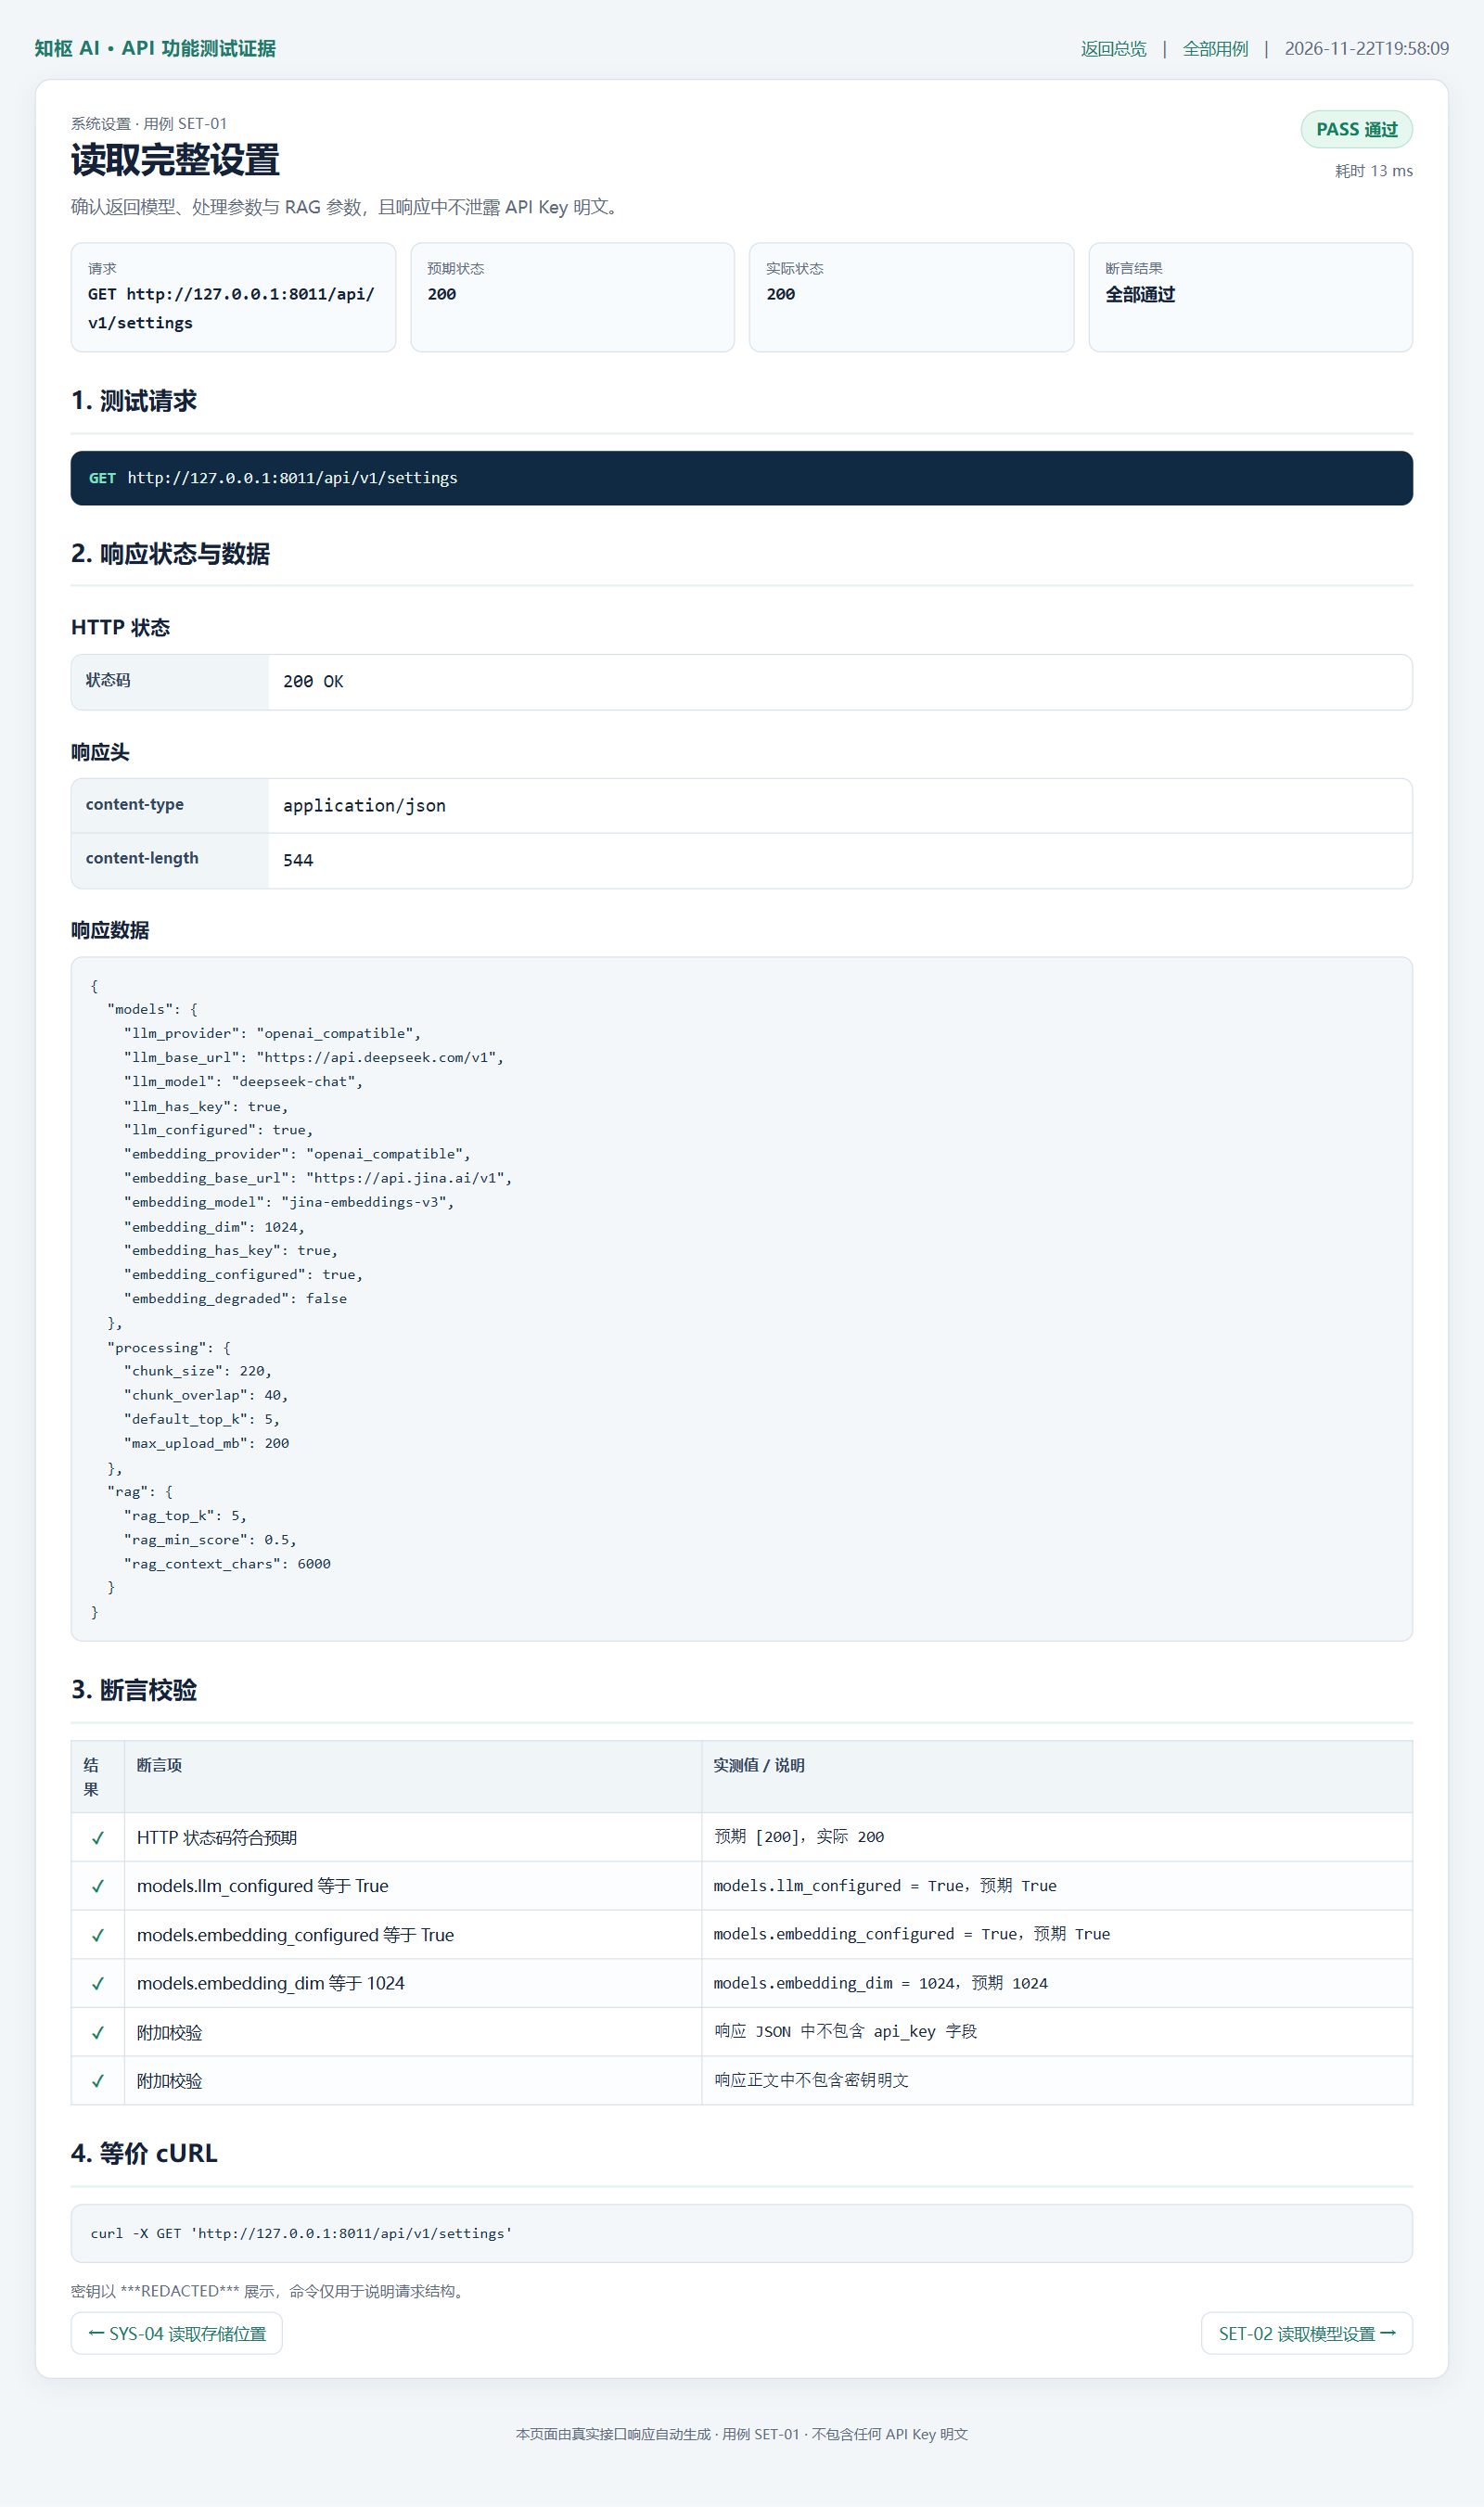 知枢 AI · API 功能测试证据
返回总览 | 全部用例 | 2026-11-22T19:58:09
系统设置 · 用例 SET-01
读取完整设置
确认返回模型、处理参数与 RAG 参数，且响应中不泄露 API Key 明文。
PASS 通过
耗时 13 ms
请求
GET http://127.0.0.1:8011/api/
v1/settings
预期状态
200
实际状态
200
断言结果
全部通过
1. 测试请求
GET http://127.0.0.1:8011/api/v1/settings
2. 响应状态与数据
HTTP 状态
状态码 200 OK
响应头
content-type application/json
content-length 544
响应数据
{
  "models": {
    "llm_provider": "openai_compatible",
    "llm_base_url": "https://api.deepseek.com/v1",
    "llm_model": "deepseek-chat",
    "llm_has_key": true,
    "llm_configured": true,
    "embedding_provider": "openai_compatible",
    "embedding_base_url": "https://api.jina.ai/v1",
    "embedding_model": "jina-embeddings-v3",
    "embedding_dim": 1024,
    "embedding_has_key": true,
    "embedding_configured": true,
    "embedding_degraded": false
  },
  "processing": {
    "chunk_size": 220,
    "chunk_overlap": 40,
    "default_top_k": 5,
    "max_upload_mb": 200
  },
  "rag": {
    "rag_top_k": 5,
    "rag_min_score": 0.5,
    "rag_context_chars": 6000
  }
}
3. 断言校验
结果 断言项 实测值 / 说明
✓ HTTP 状态码符合预期 预期 [200]，实际 200
✓ models.llm_configured 等于 True models.llm_configured = True，预期 True
✓ models.embedding_configured 等于 True models.embedding_configured = True，预期 True
✓ models.embedding_dim 等于 1024 models.embedding_dim = 1024，预期 1024
✓ 附加校验 响应 JSON 中不包含 api_key 字段
✓ 附加校验 响应正文中不包含密钥明文
4. 等价 cURL
curl -X GET 'http://127.0.0.1:8011/api/v1/settings'
密钥以 ***REDACTED*** 展示，命令仅用于说明请求结构。
← SYS-04 读取存储位置
SET-02 读取模型设置 →
本页面由真实接口响应自动生成 · 用例 SET-01 · 不包含任何 API Key 明文